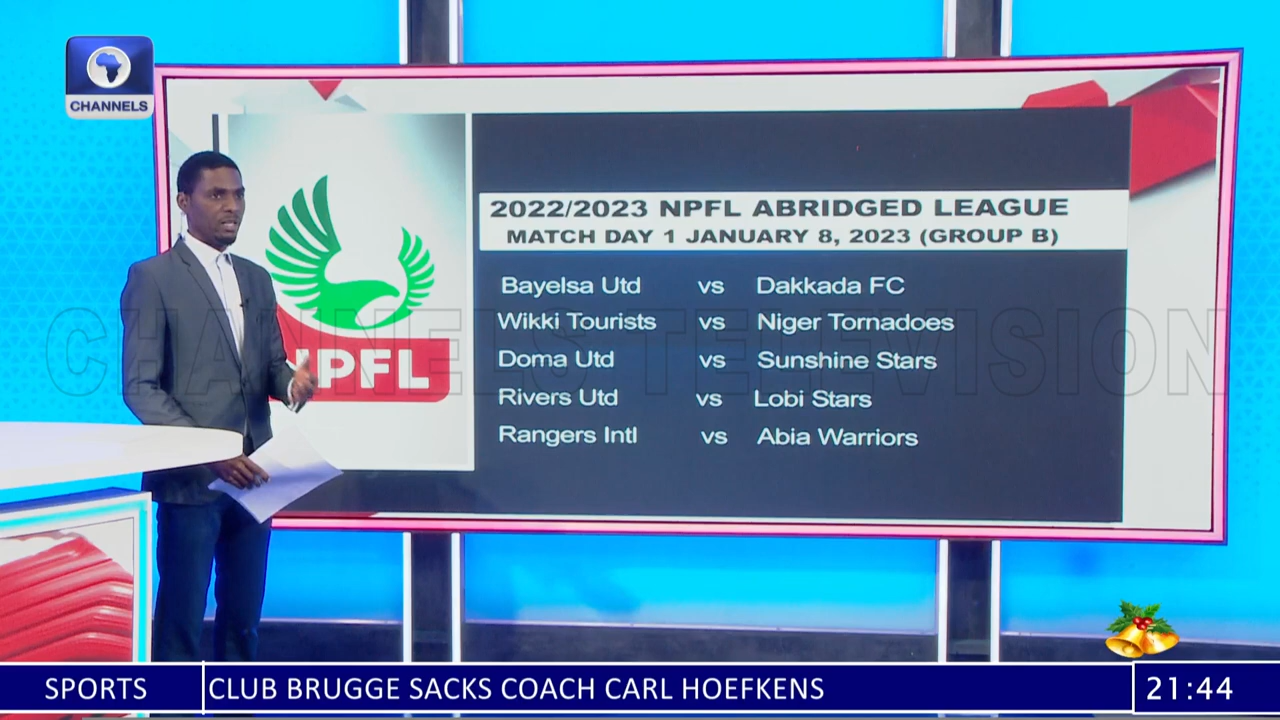 CHANNELS
2022/2023 NPFL ABRIDGED LEAGUE
MATCH DAY 1 JANUARY 8, 2023 (GROUP B)
Bayelsa Utd vs Dakkada FC
Wikki Tourists vs Niger Tornadoes
Doma Utd vs Sunshine Stars
Rivers Utd vs Lobi Stars
Rangers Intl vs Abia Warriors
NPFL
CHANNELS TELEVISION
SPORTS CLUB BRUGGE SACKS COACH CARL HOEFKENS 21:44